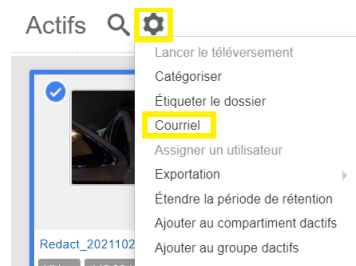 Actifs
Lancer le téléversement
Catégoriser
Étiqueter le dossier
Courriel
Assigner un utilisateur
Exportation
Étendre la période de rétention
Ajouter au compartiment dactifs
Ajouter au groupe dactifs
Redact_202110